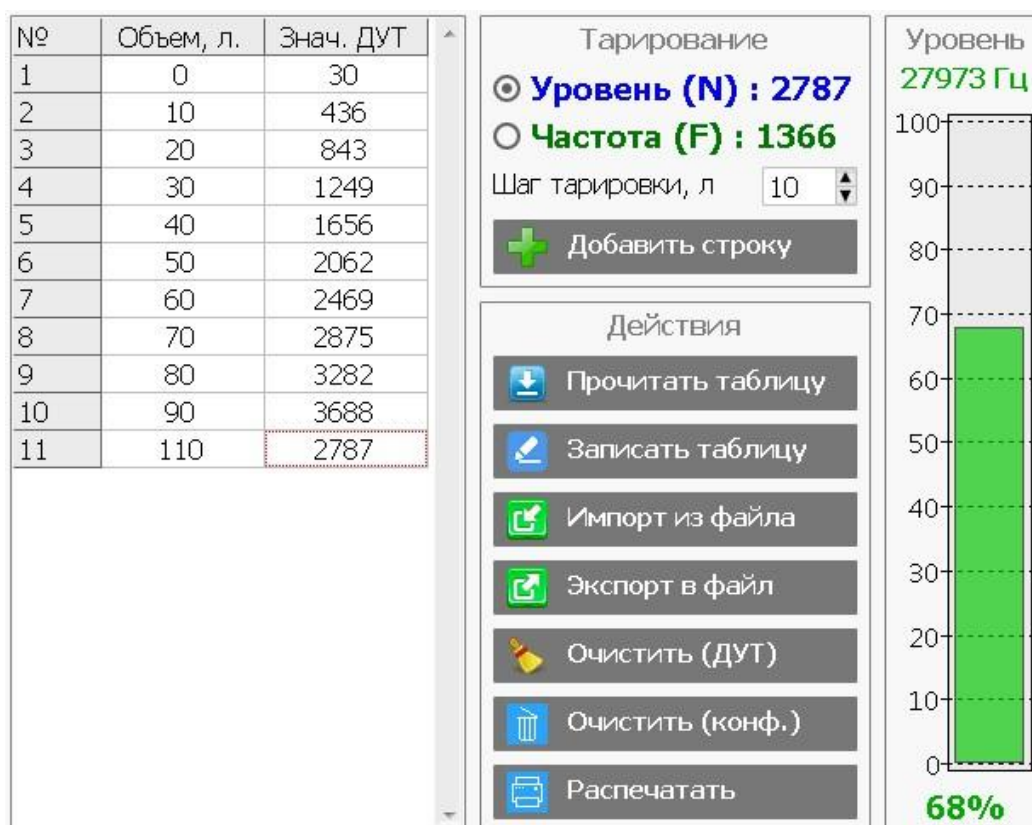 № Объем, л. Знач. ДУТ
1 0 30
2 10 436
3 20 843
4 30 1249
5 40 1656
6 50 2062
7 60 2469
8 70 2875
9 80 3282
10 90 3688
11 110 2787
Тарирование
Уровень (N) : 2787
Частота (F) : 1366
Шаг тарировки, л 10
Добавить строку
Действия
Прочитать таблицу
Записать таблицу
Импорт из файла
Экспорт в файл
Очистить (ДУТ)
Очистить (конф.)
Распечатать
Уровень
27973 Гц
100
90
80
70
60
50
40
30
20
10
0
68%